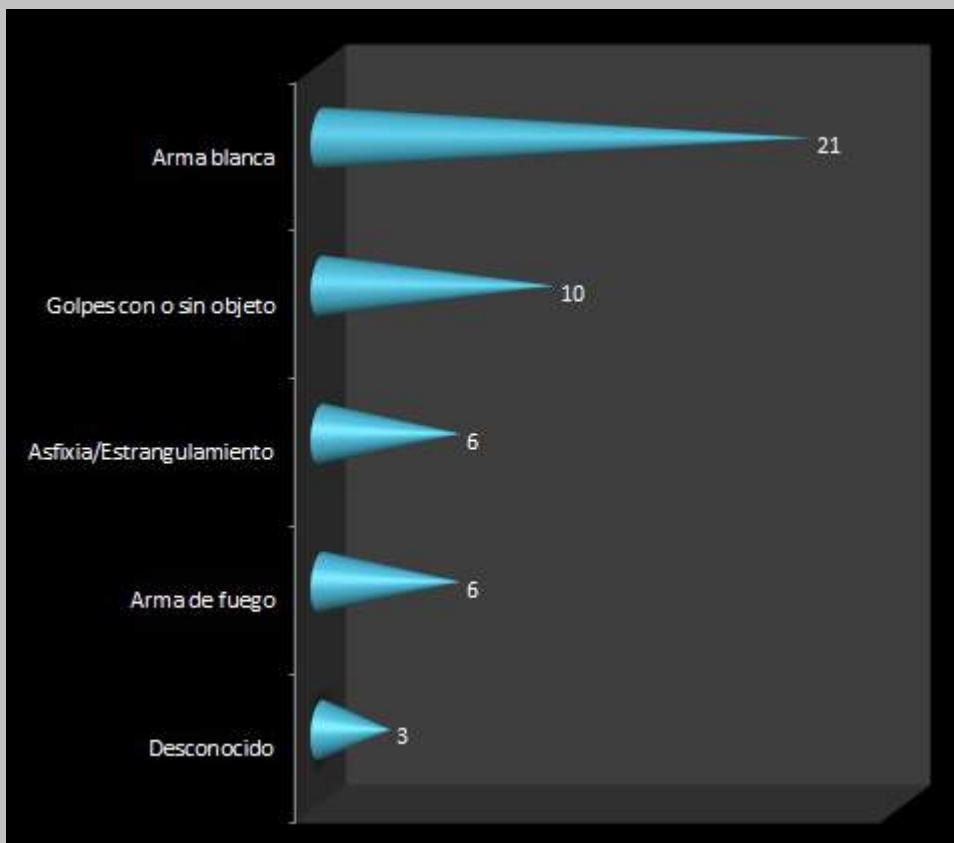 Arma blanca
21
Golpes con o sin objeto
10
Asfixia/Estrangulamiento
6
Arma de fuego
6
Desconocido
3